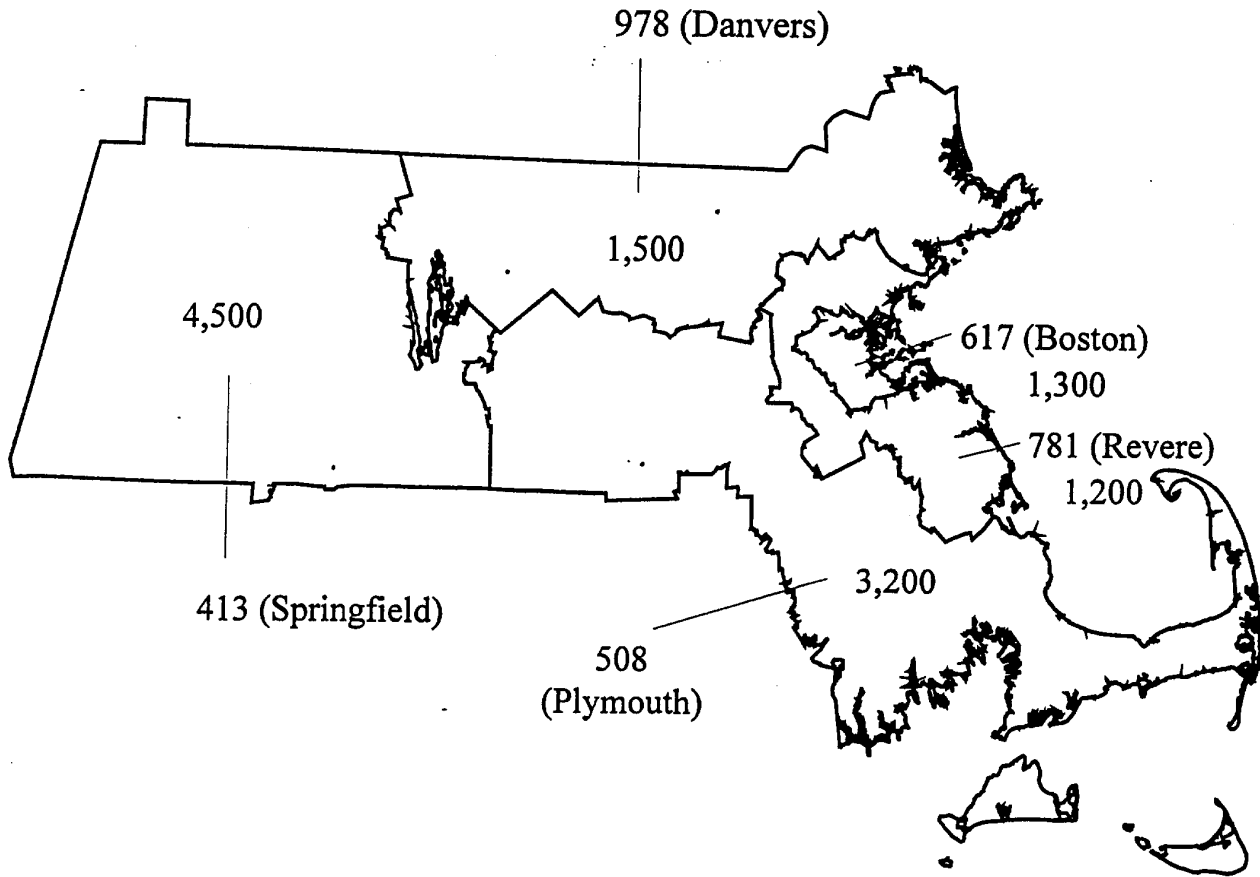 978 (Danvers)
1,500
4,500
617 (Boston)
1,300
781 (Revere)
1,200
3,200
413 (Springfield)
508
(Plymouth)